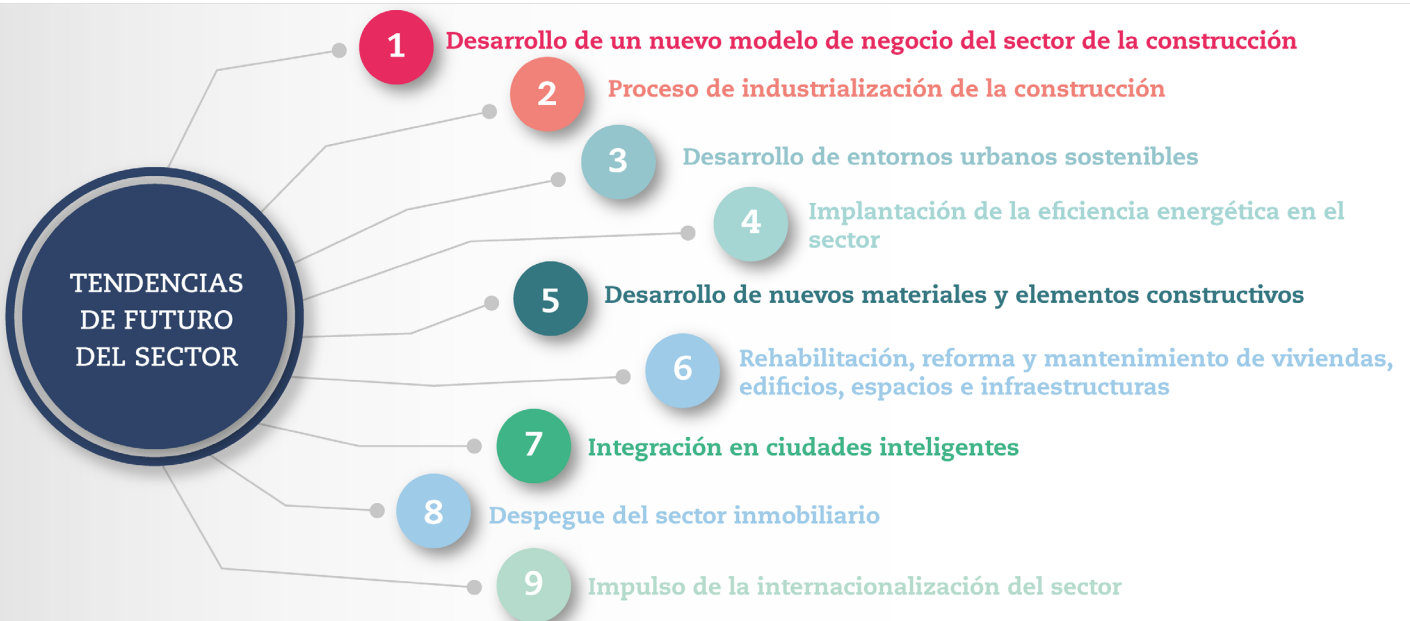 TENDENCIAS
DE FUTURO
DEL SECTOR
1
Desarrollo de un nuevo modelo de negocio del sector de la construcción
2
Proceso de industrialización de la construcción
3
Desarrollo de entornos urbanos sostenibles
4
Implantación de la eficiencia energética en el
sector
5
Desarrollo de nuevos materiales y elementos constructivos
6
Rehabilitación, reforma y mantenimiento de viviendas,
edificios, espacios e infraestructuras
7
Integración en ciudades inteligentes
8
Despegue del sector inmobiliario
9
Impulso de la internacionalización del sector